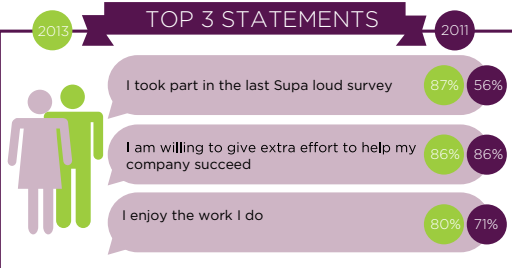 2013 TOP 3 STATEMENTS 2011
I took part in the last Supa loud survey 87% 56%
I am willing to give extra effort to help my
company succeed 86% 86%
I enjoy the work I do 80% 71%